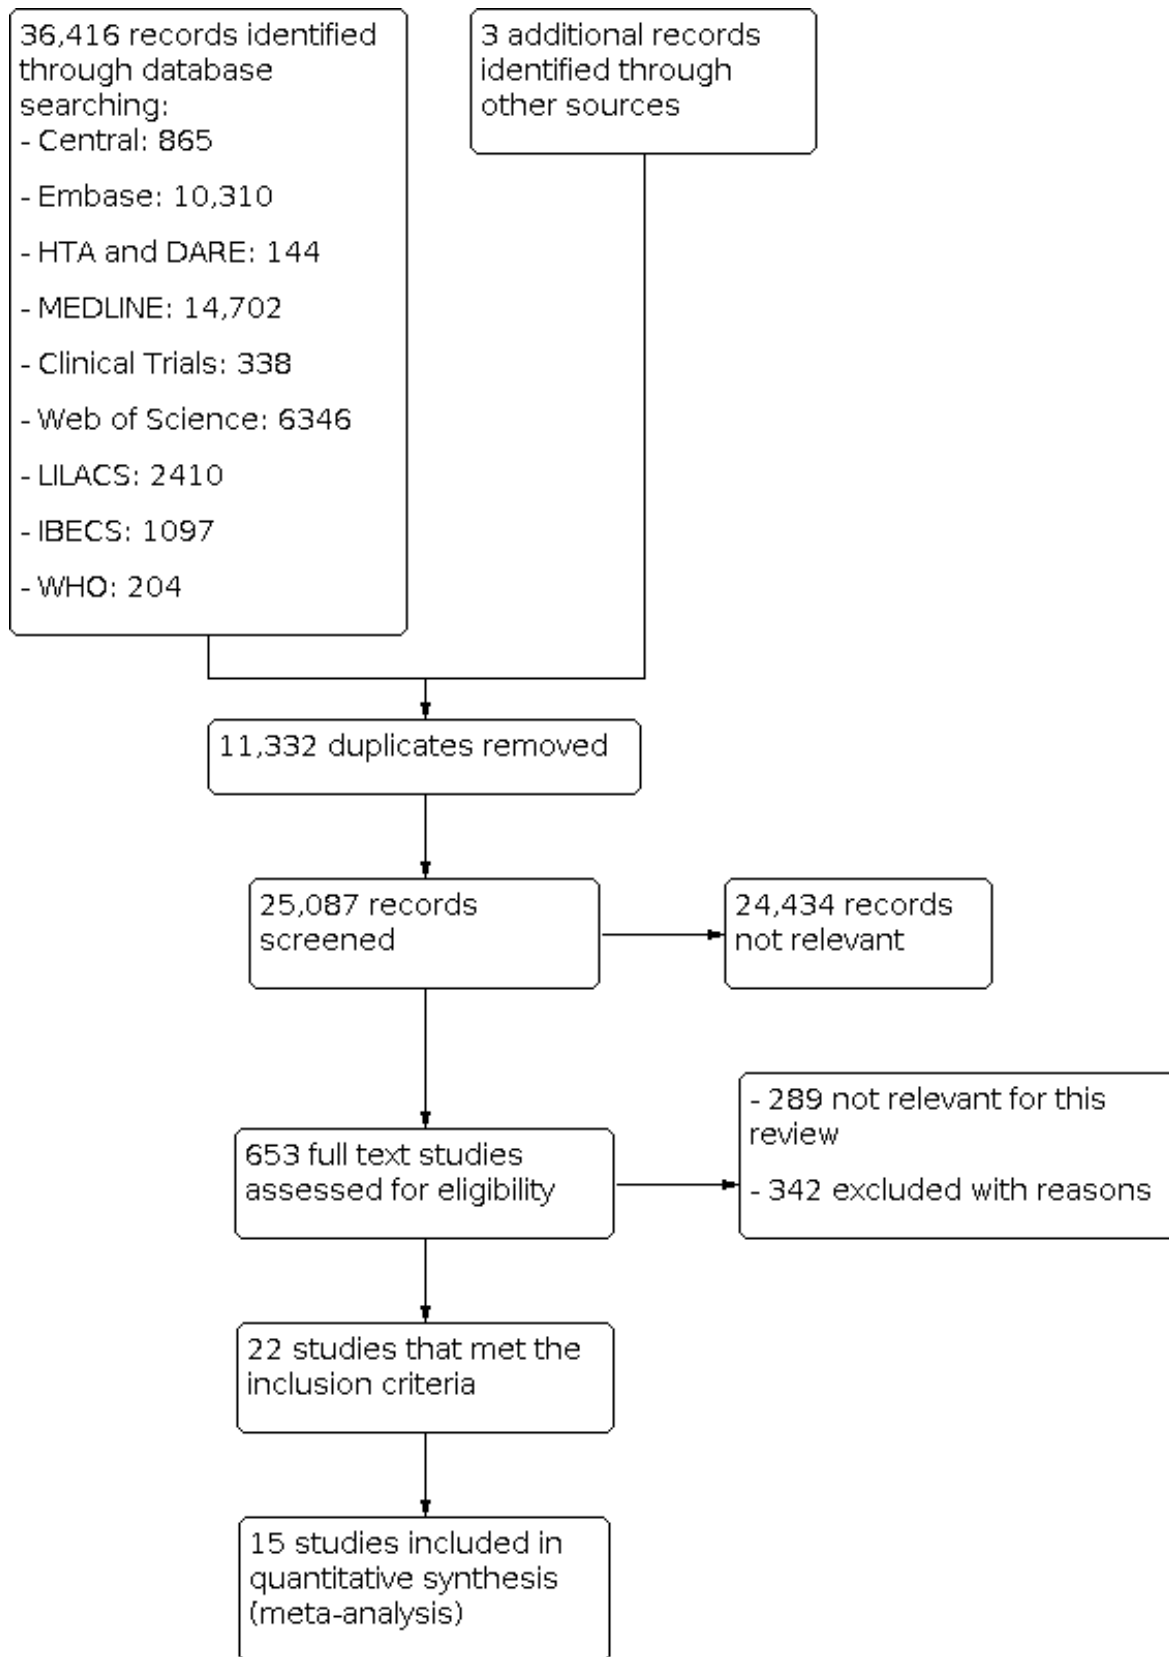 36,416 records identified
through database
searching:
- Central: 865
- Embase: 10,310
- HTA and DARE: 144
- MEDLINE: 14,702
- Clinical Trials: 338
- Web of Science: 6346
- LILACS: 2410
- IBECS: 1097
- WHO: 204
3 additional records
identified through
other sources
11,332 duplicates removed
25,087 records
screened
24,434 records
not relevant
653 full text studies
assessed for eligibility
- 289 not relevant for this
review
- 342 excluded with reasons
22 studies that met the
inclusion criteria
15 studies included in
quantitative synthesis
(meta-analysis)